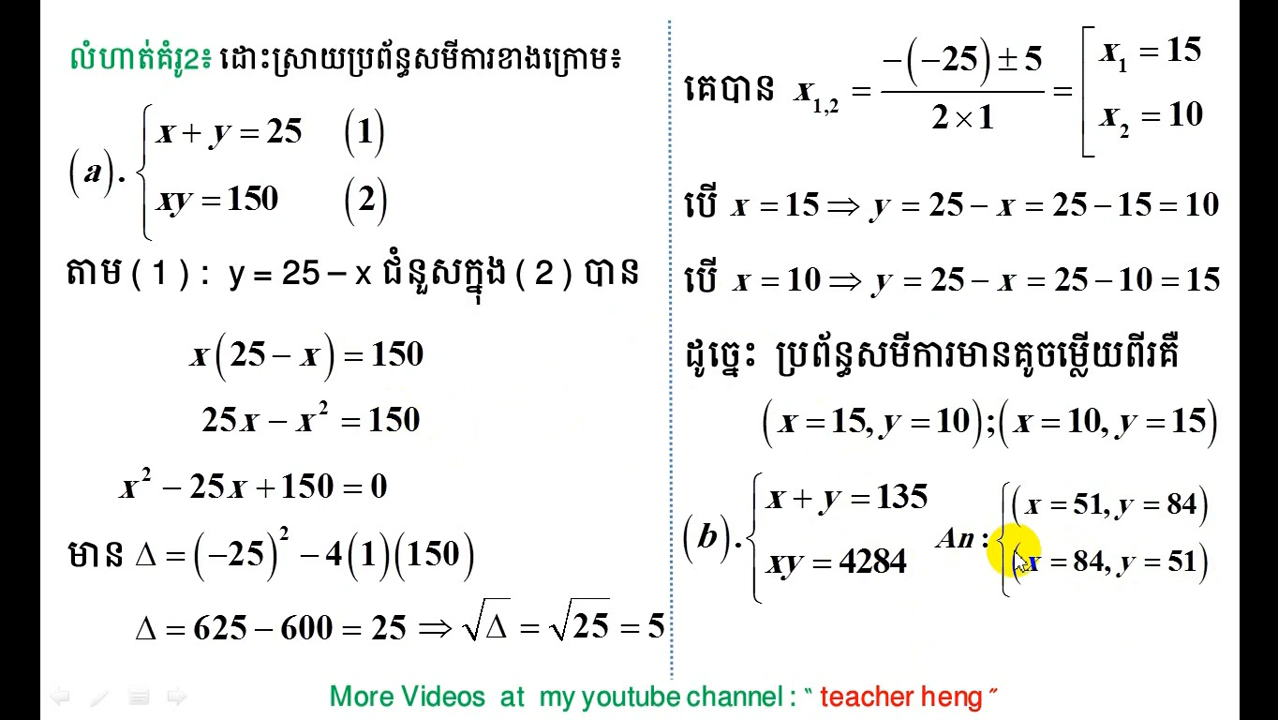 លំហាត់គំរូ2៖ ដោះស្រាយប្រព័ន្ធសមីការខាងក្រោម៖
(a). { x + y = 25 (1)
xy = 150 (2)
តាម ( 1 ) : y = 25 – x ជំនួសក្នុង ( 2 ) បាន
x(25 − x) = 150
25x − x² = 150
x² − 25x + 150 = 0
មាន Δ = (−25)² − 4(1)(150)
Δ = 625 − 600 = 25 ⇒ √Δ = √25 = 5
គេបាន x₁,₂ = (−(−25) ± 5) / (2 × 1) = [ x₁ = 15
x₂ = 10
បើ x = 15 ⇒ y = 25 − x = 25 − 15 = 10
បើ x = 10 ⇒ y = 25 − x = 25 − 10 = 15
ដូច្នេះ ប្រព័ន្ធសមីការមានគូចម្លើយពីរគឺ
(x = 15, y = 10);(x = 10, y = 15)
(b). { x + y = 135
xy = 4284
An : { (x = 51, y = 84)
(x = 84, y = 51)
More Videos at my youtube channel : “ teacher heng ”